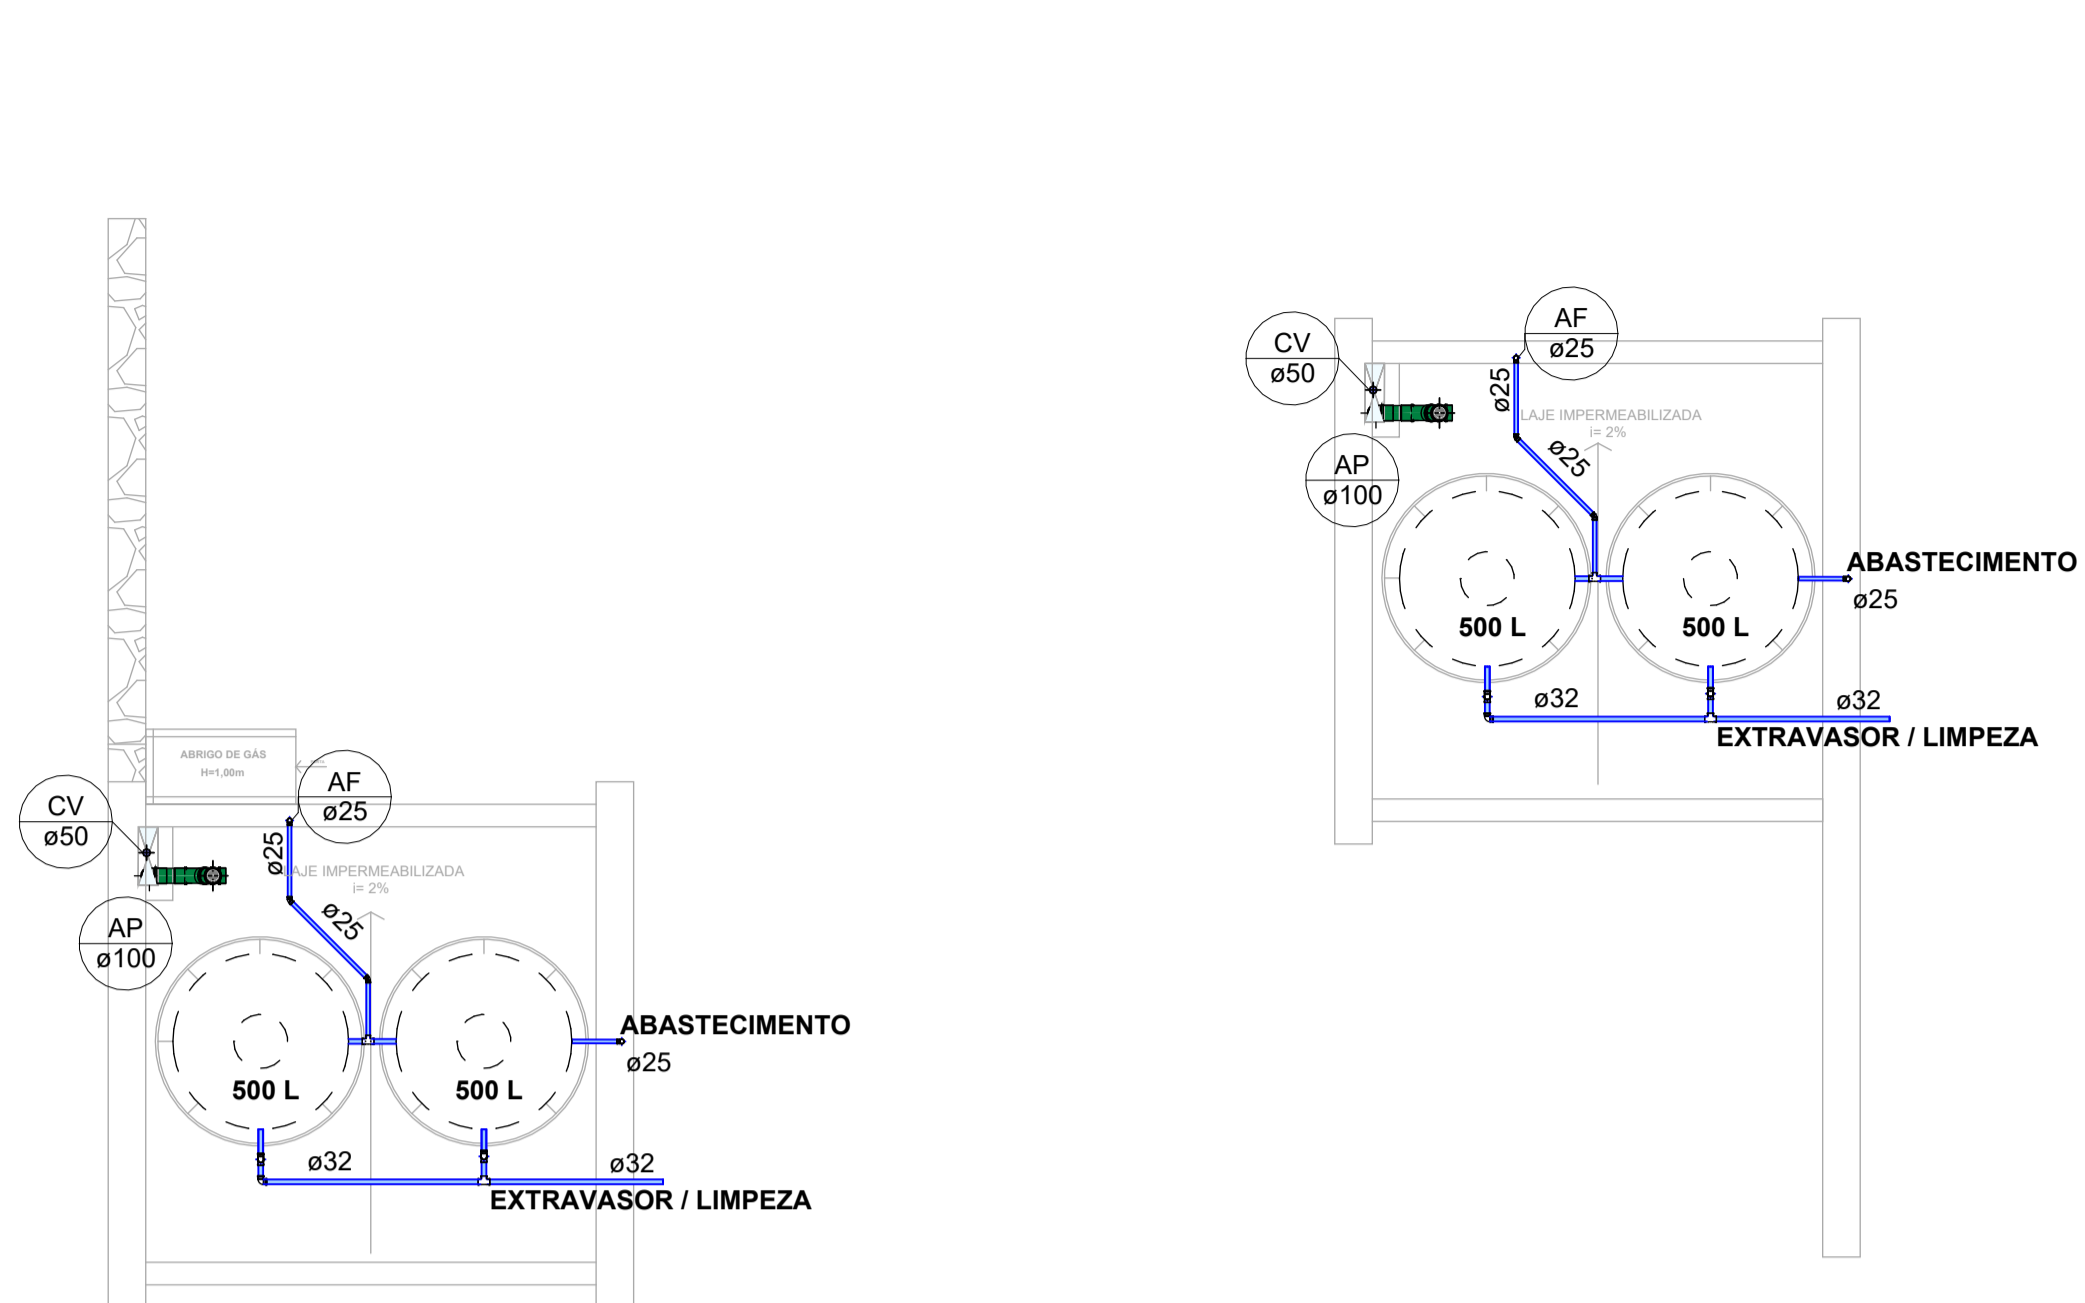 AF
ø25
CV
ø50
ø25
LAJE IMPERMEABILIZADA
i= 2%
ø25
AP
ø100
ABASTECIMENTO
ø25
500 L
500 L
ø32
ø32
EXTRAVASOR / LIMPEZA
ABRIGO DE GÁS
H=1,00m
AF
ø25
CV
ø50
ø25
LAJE IMPERMEABILIZADA
i= 2%
ø25
AP
ø100
ABASTECIMENTO
ø25
500 L
500 L
ø32
ø32
EXTRAVASOR / LIMPEZA